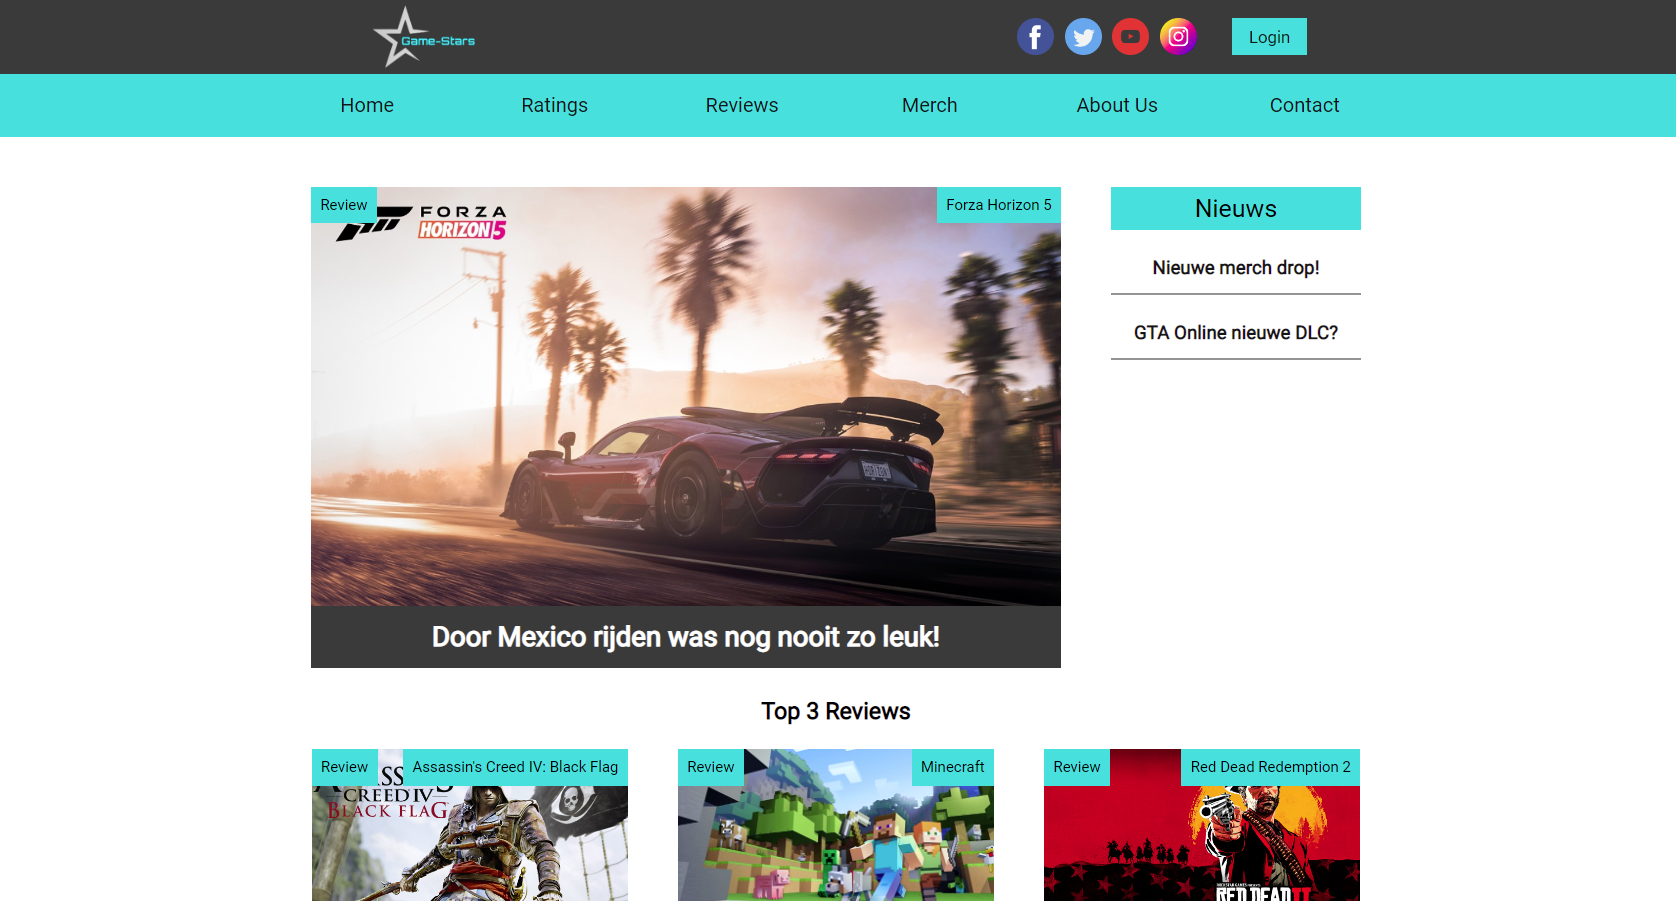 Game-Stars
Login
Home
Ratings
Reviews
Merch
About Us
Contact
Review
Forza Horizon 5
FORZA
HORIZON 5
Door Mexico rijden was nog nooit zo leuk!
Nieuws
Nieuwe merch drop!
GTA Online nieuwe DLC?
Top 3 Reviews
Review
Assassin's Creed IV: Black Flag
CREED IV
BLACK FLAG
Review
Minecraft
Review
Red Dead Redemption 2
RED DEAD II